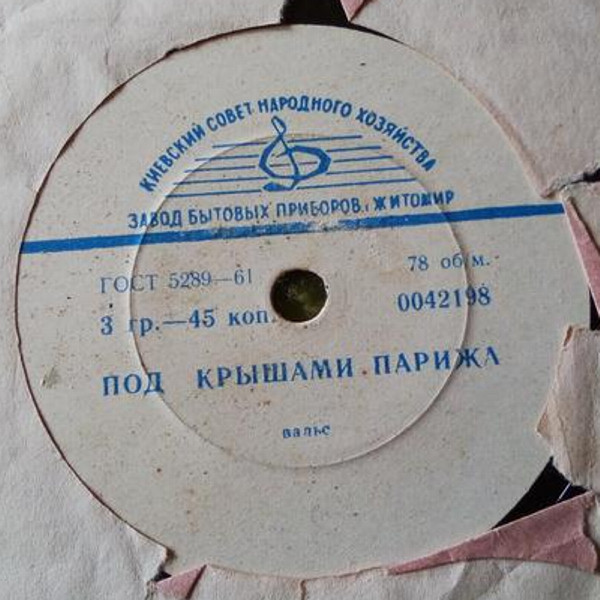 КИЕВСКИЙ СОВЕТ НАРОДНОГО ХОЗЯЙСТВА
ЗАВОД БЫТОВЫХ ПРИБОРОВ, г. ЖИТОМИР
ГОСТ 5289—61
78 об/м.
3 гр.—45 коп.
0042198
ПОД КРЫШАМИ ПАРИЖА
вальс